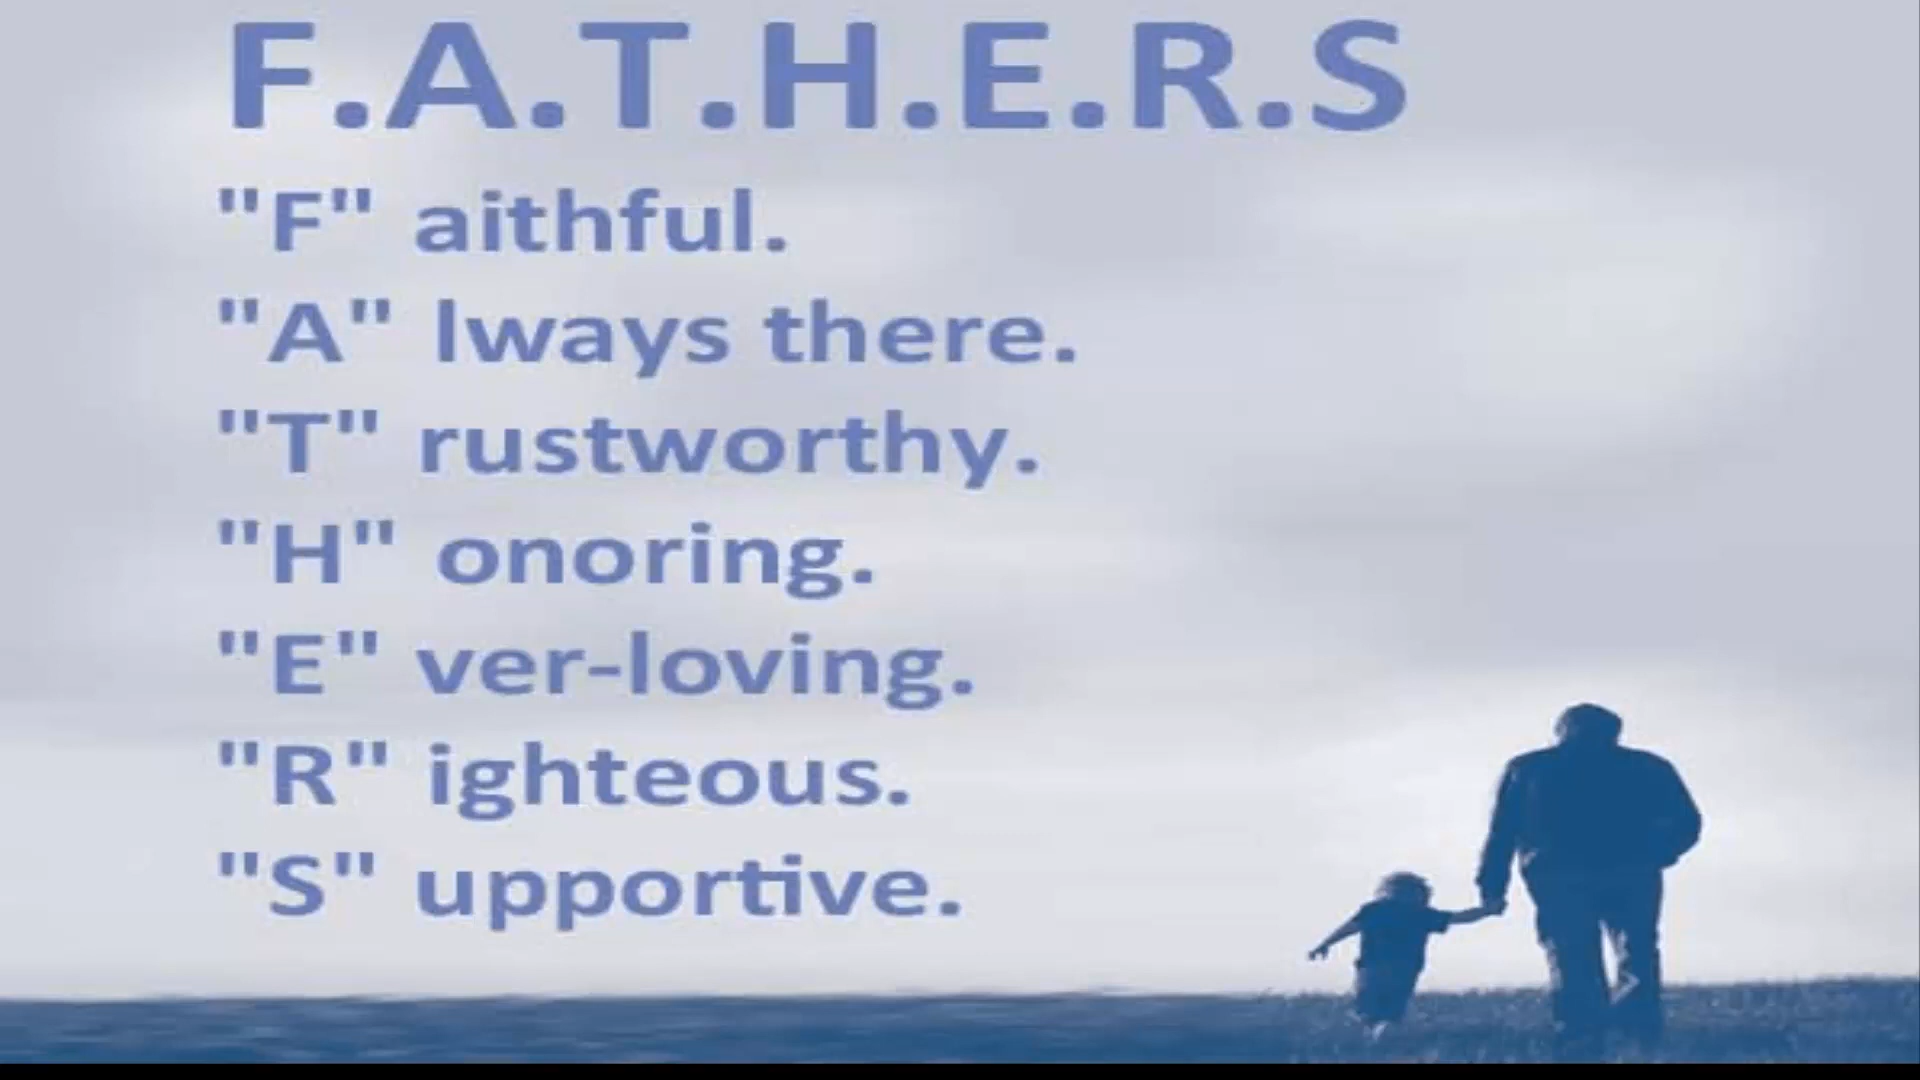 F.A.T.H.E.R.S
"F" aithful.
"A" lways there.
"T" rustworthy.
"H" onoring.
"E" ver-loving.
"R" ighteous.
"S" upportive.